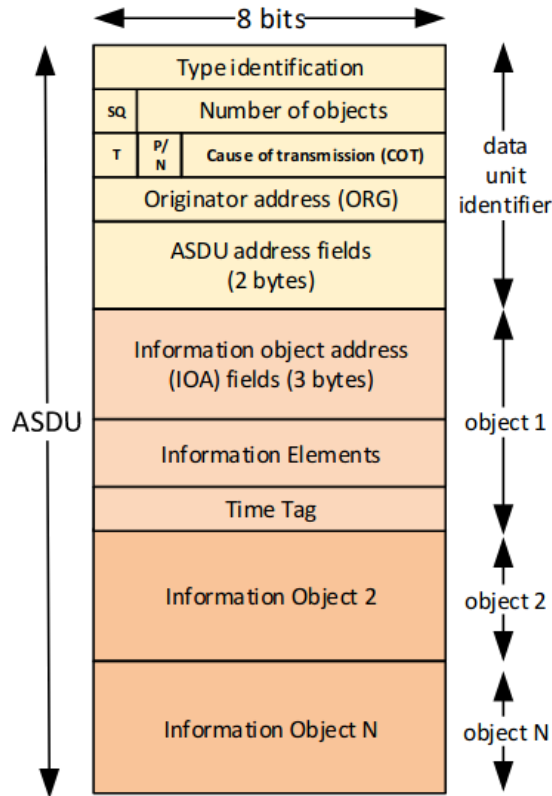 8 bits
Type identification
SQ
Number of objects
T
P/
N
Cause of transmission (COT)
Originator address (ORG)
ASDU address fields
(2 bytes)
data
unit
identifier
Information object address
(IOA) fields (3 bytes)
Information Elements
Time Tag
object 1
ASDU
Information Object 2
object 2
Information Object N
object N